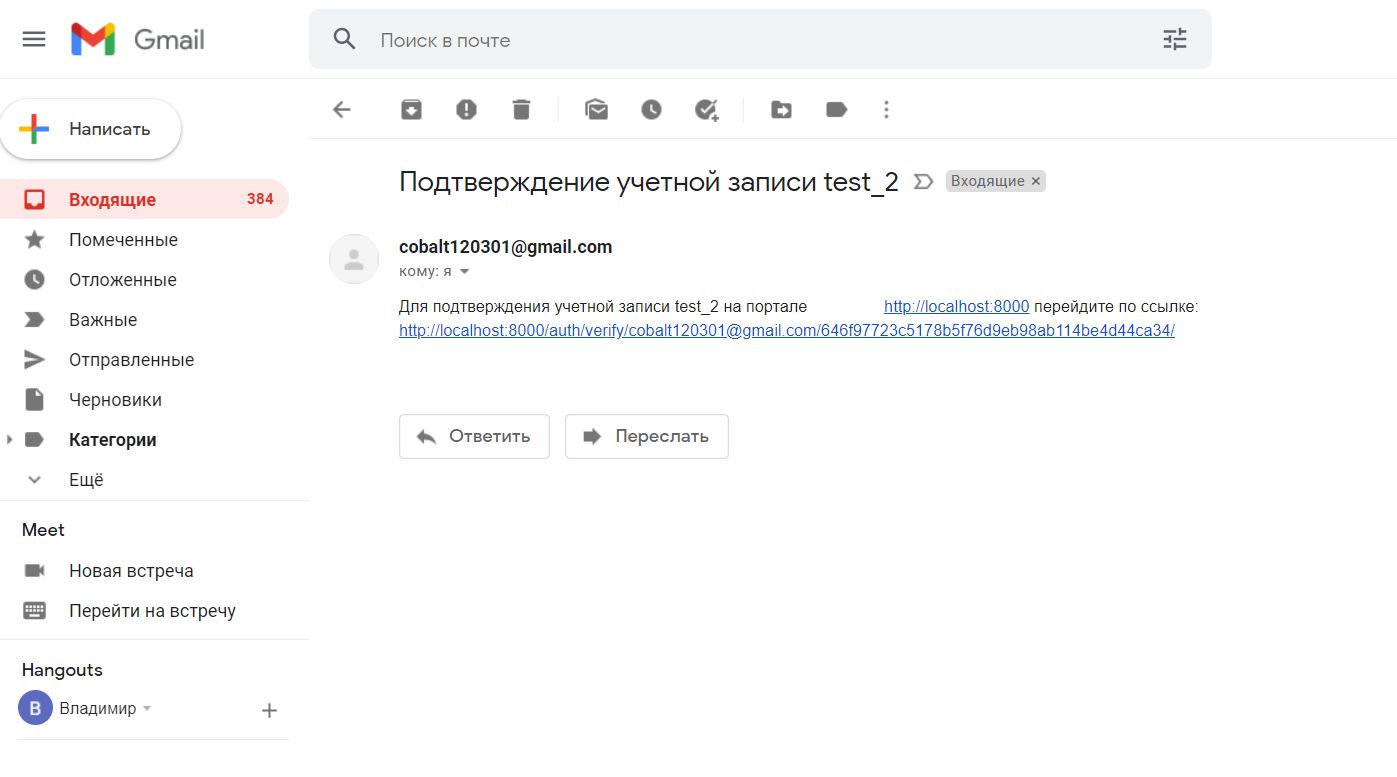 Gmail
Поиск в почте
Написать
Входящие 384
Помеченные
Отложенные
Важные
Отправленные
Черновики
Категории
Ещё
Meet
Новая встреча
Перейти на встречу
Hangouts
В Владимир
Подтверждение учетной записи test_2 Входящие ×
cobalt120301@gmail.com
кому: я
Для подтверждения учетной записи test_2 на портале http://localhost:8000 перейдите по ссылке:
http://localhost:8000/auth/verify/cobalt120301@gmail.com/646f97723c5178b5f76d9eb98ab114be4d44ca34/
Ответить Переслать